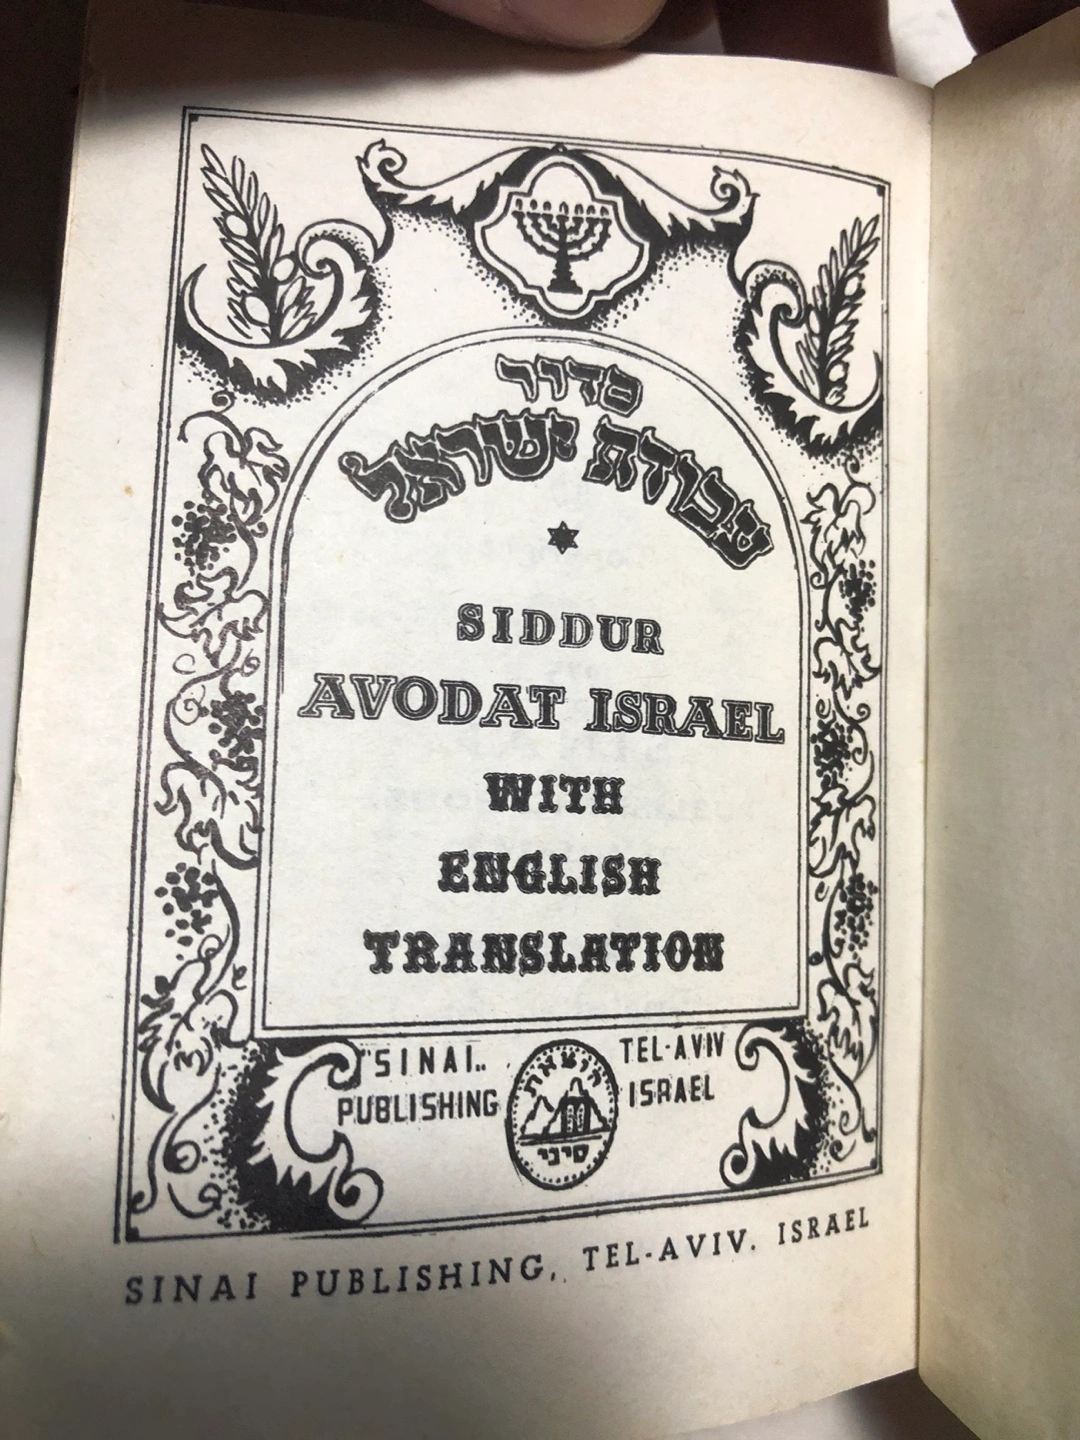 סדור
עבודת ישראל
SIDDUR
AVODAT ISRAEL
WITH
ENGLISH
TRANSLATION
"SINAI„
PUBLISHING
הוצאת
סיני
TEL-AVIV
ISRAEL
SINAI PUBLISHING, TEL-AVIV. ISRAEL